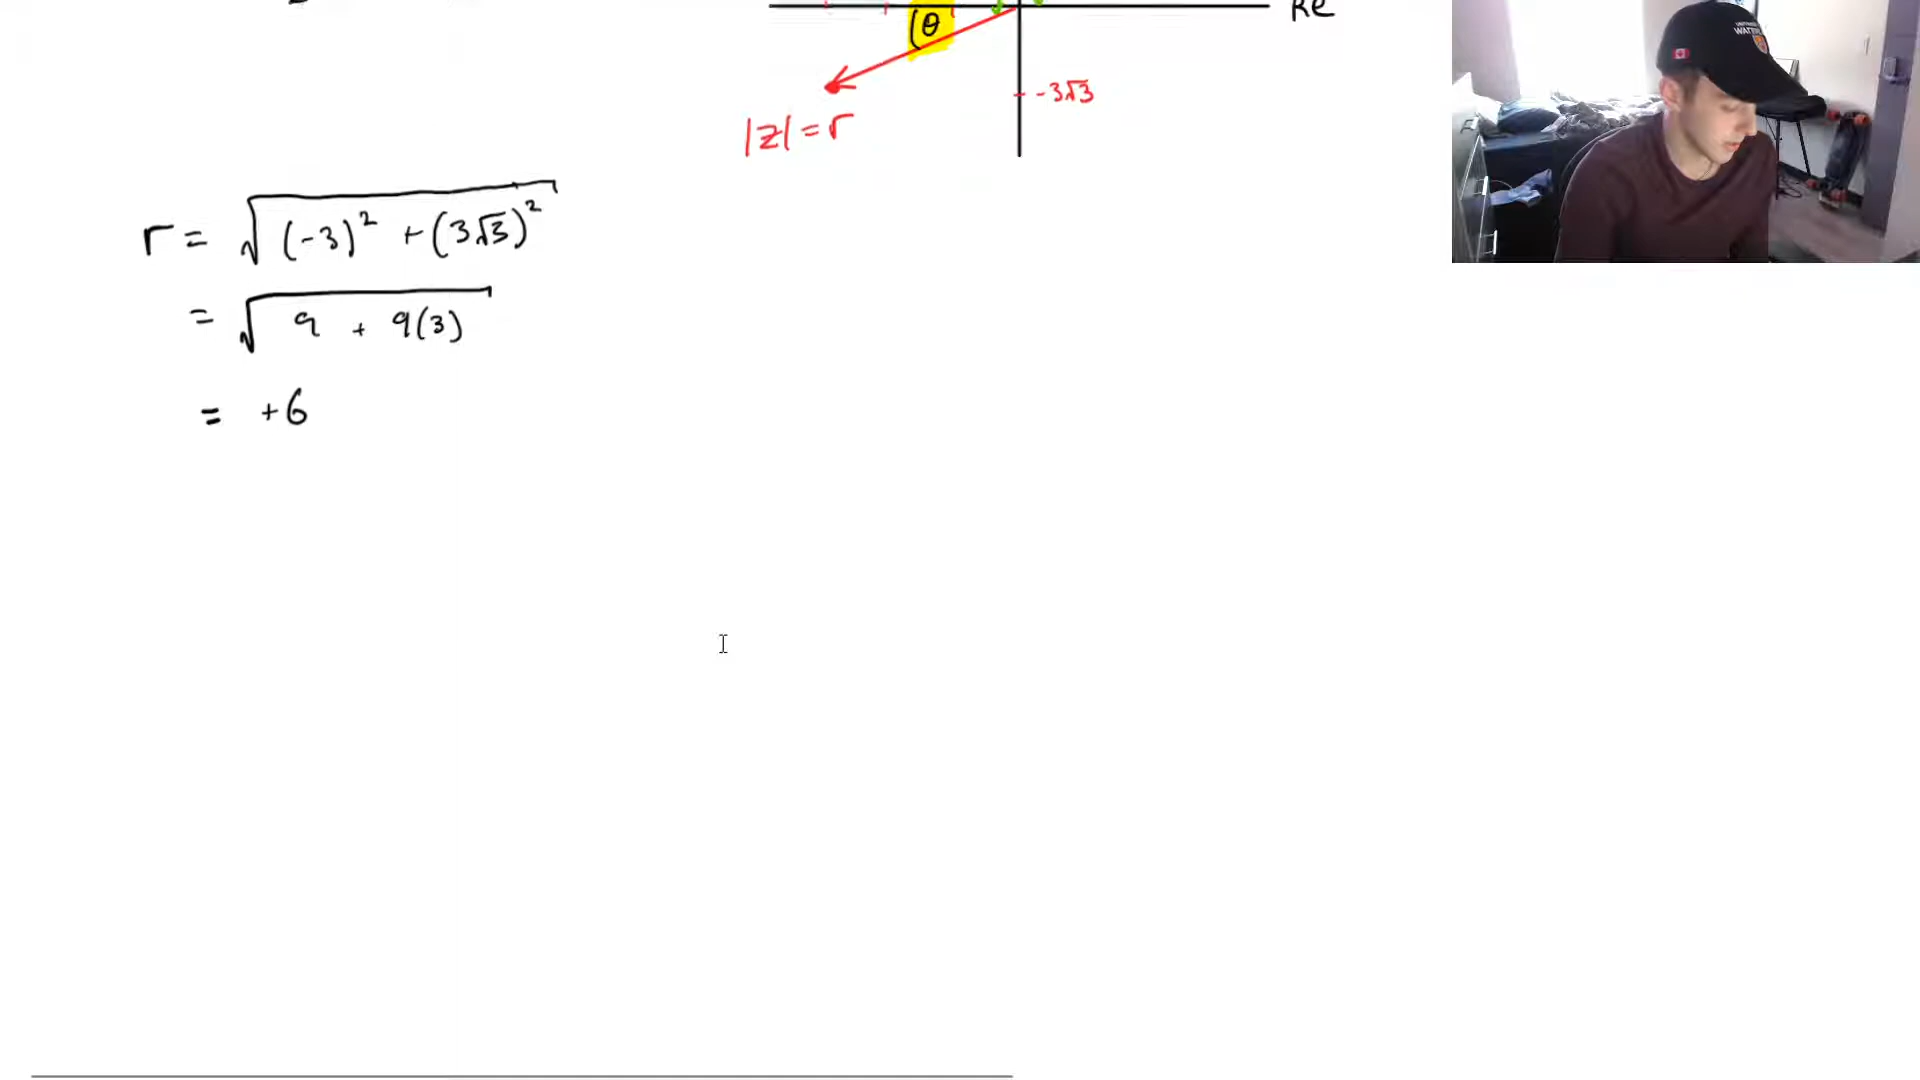 Re
θ
-3√3
|z| = r
r = √(-3)² + (3√3)²
= √9 + 9(3)
= +6